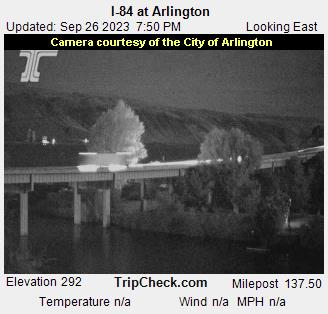 I-84 at Arlington
Updated: Sep 26 2023 7:50 PM Looking East
Camera courtesy of the City of Arlington
Elevation 292 TripCheck.com Milepost 137.50
Temperature n/a Wind n/a MPH n/a